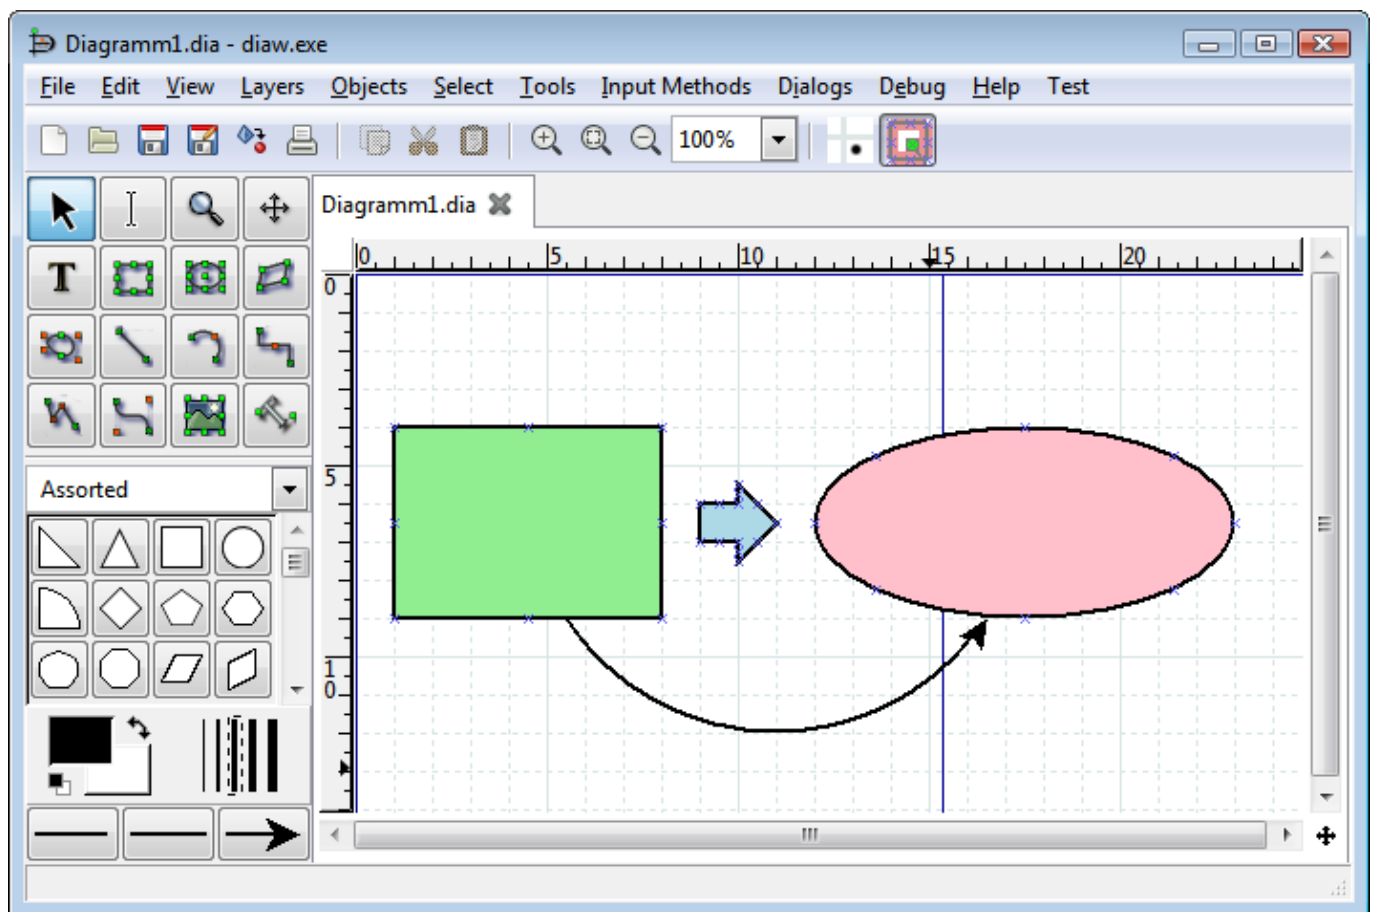 Diagramm1.dia - diaw.exe
File Edit View Layers Objects Select Tools Input Methods Dialogs Debug Help Test
100%
Diagramm1.dia
0 5 10 15 20
0
T
5
Assorted
10